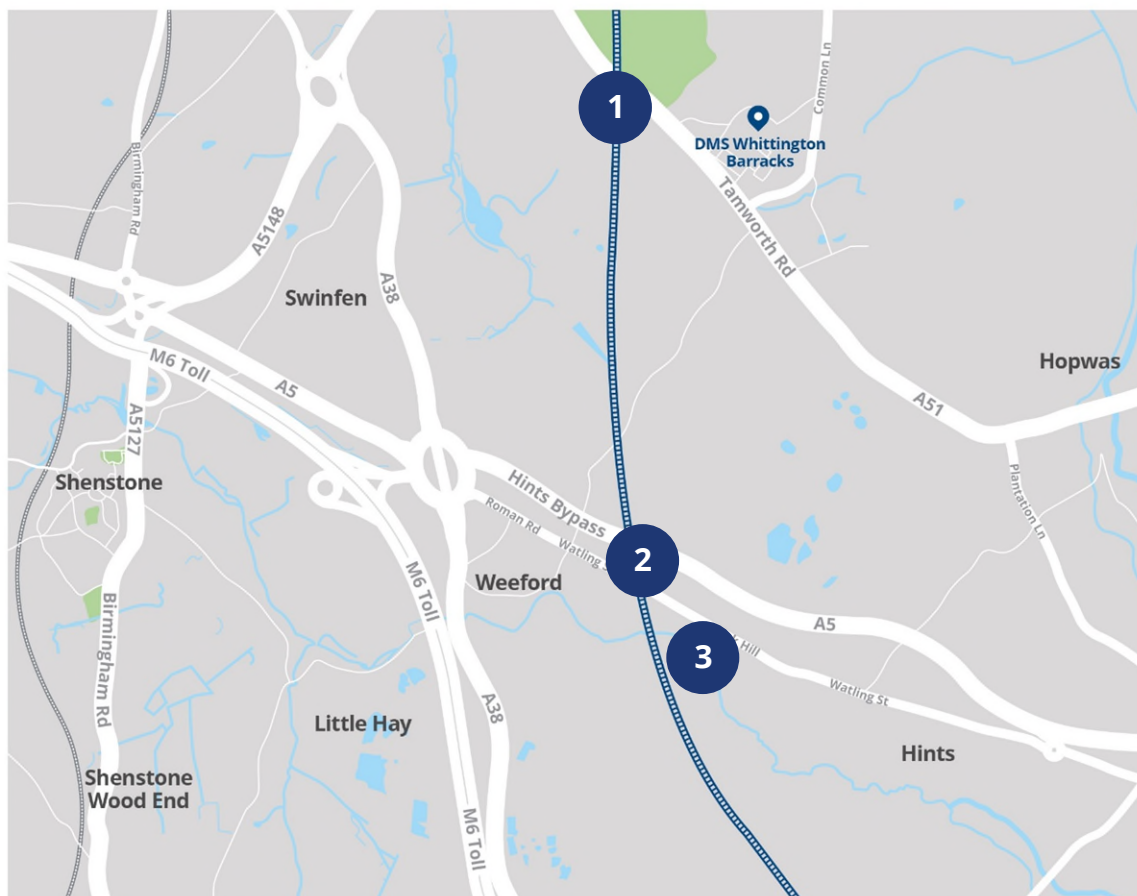 1
Common Ln
DMS Whittington
Barracks
Birmingham Rd
Tamworth Rd
A5148
A38
Swinfen
M6 Toll
A5
Hopwas
A51
A5127
Shenstone
Hints Bypass
Roman Rd
Watling
Plantation Ln
2
Weeford
M6 Toll
A5
Birmingham Rd
3
Hill
Watling St
A38
Little Hay
Hints
Shenstone
Wood End
M6 Toll